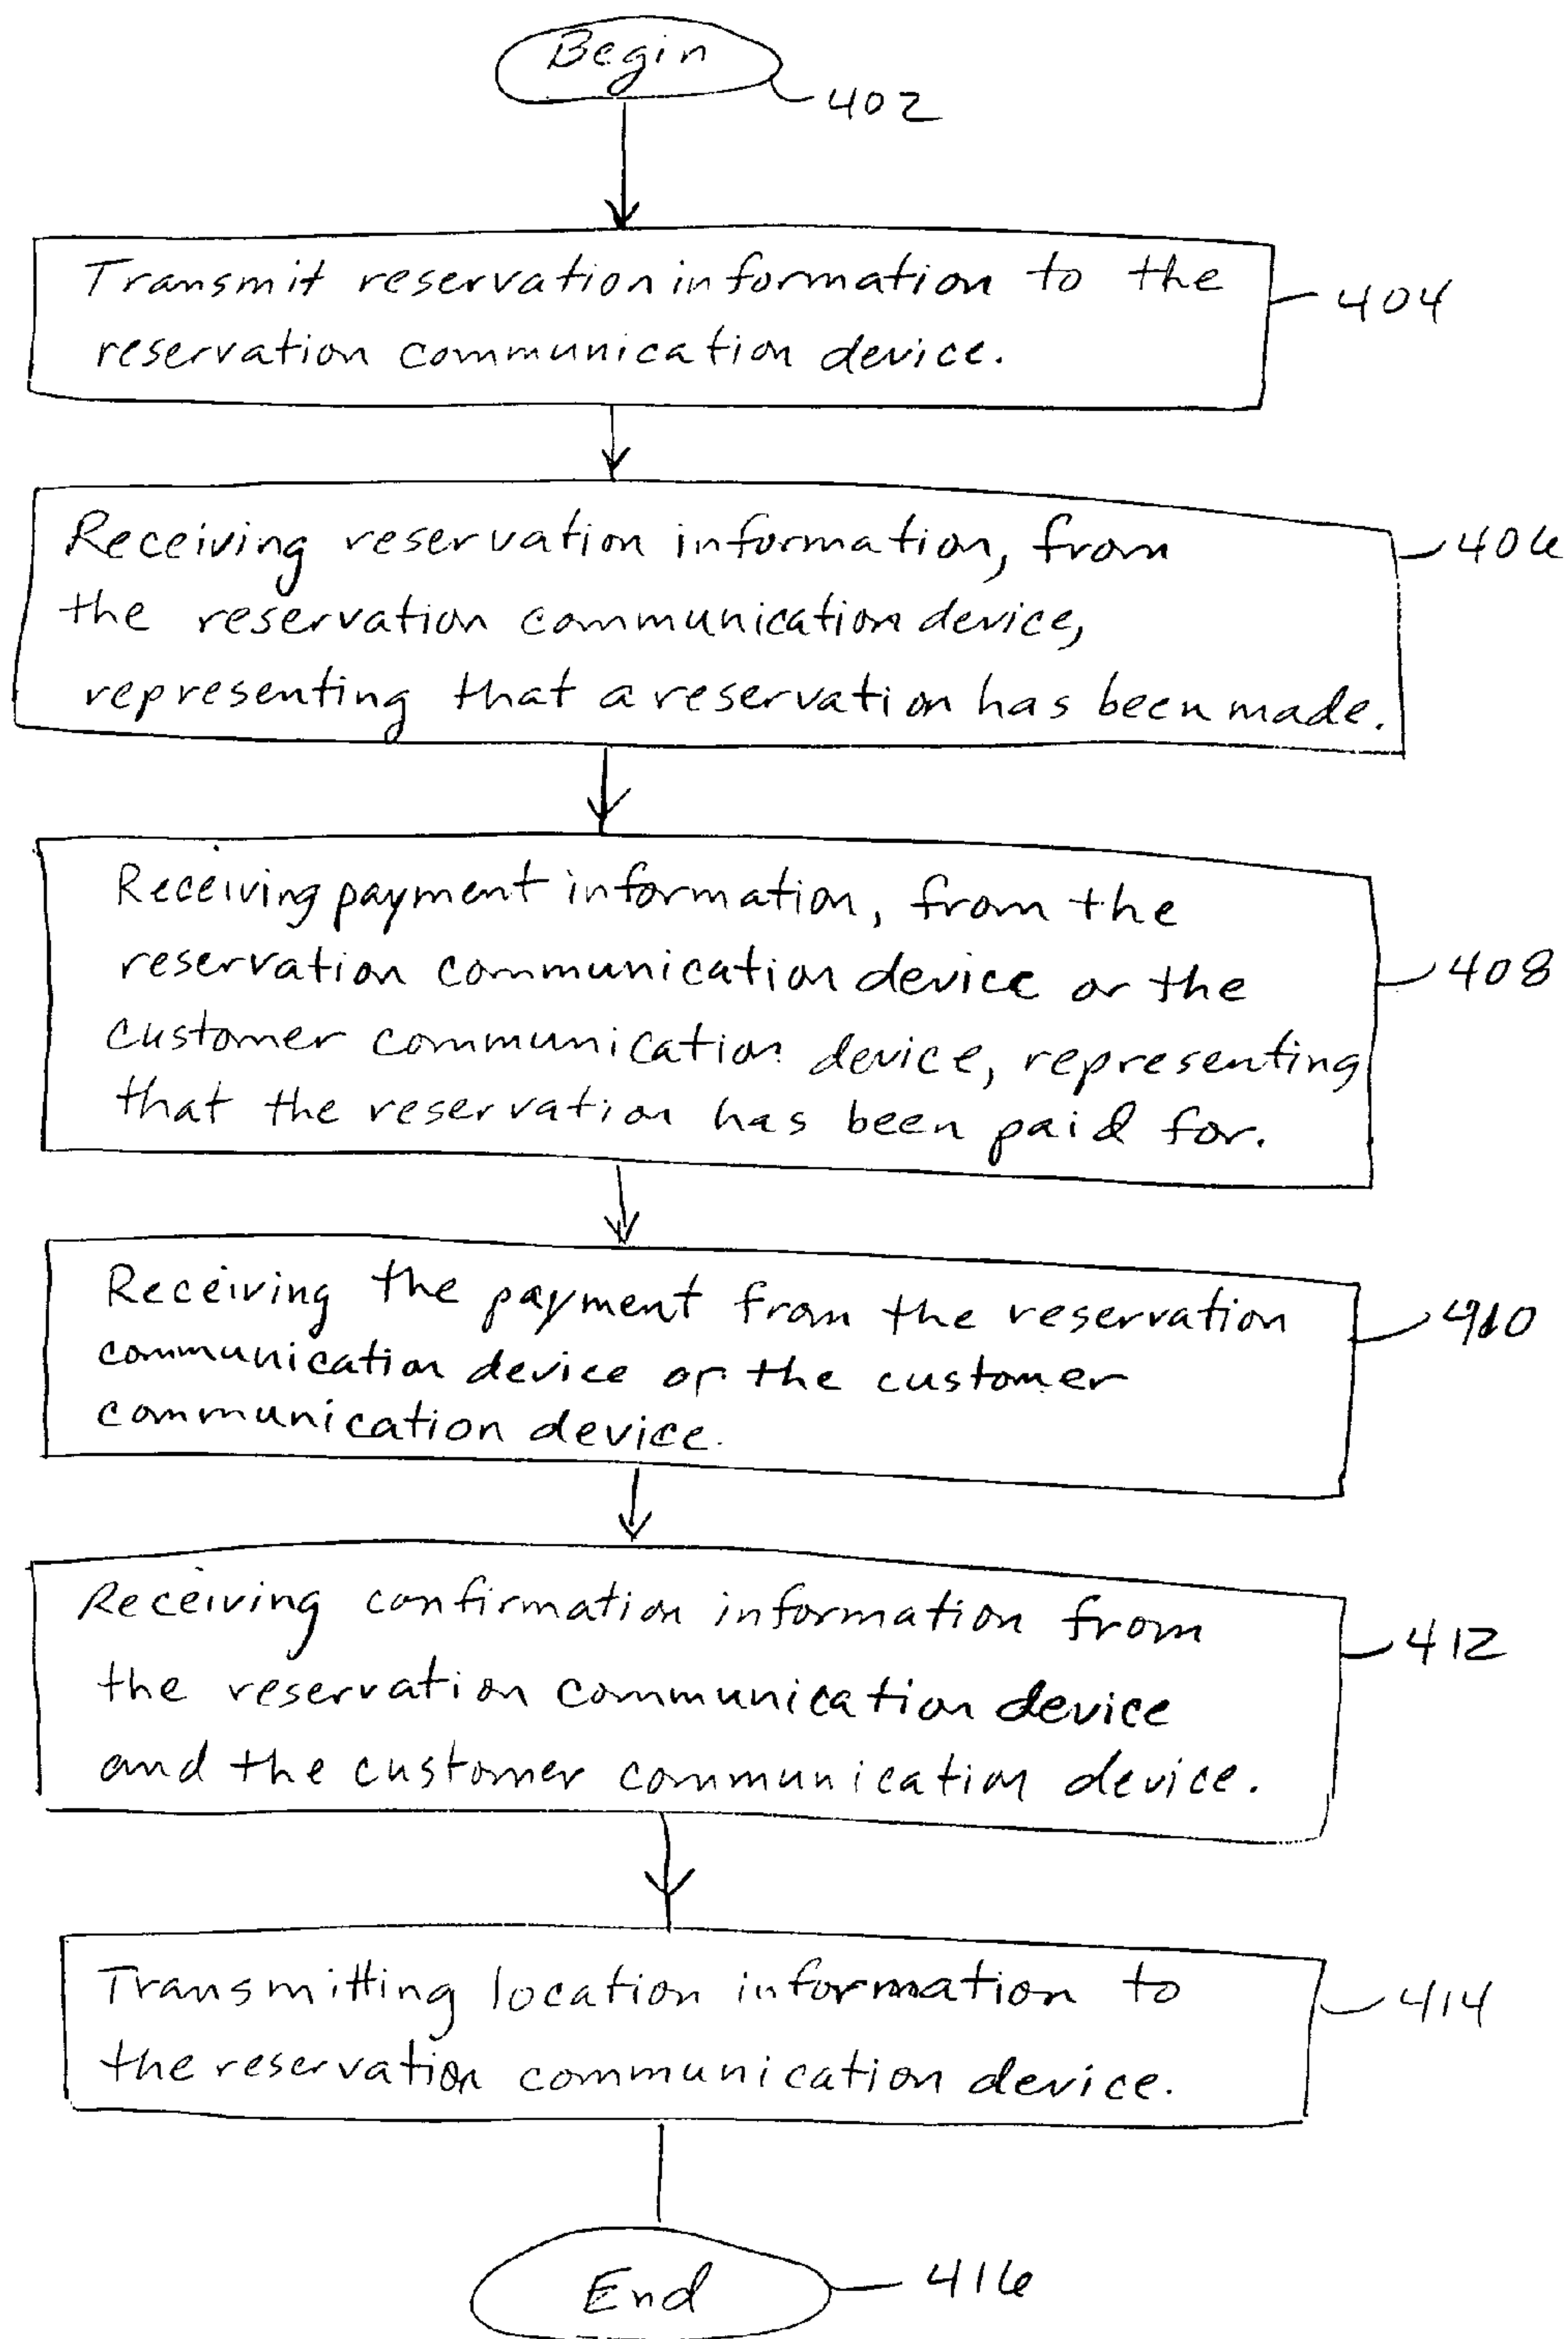 Begin
402
Transmit reservation information to the
404
reservation communication device.
Receiving reservation information, from
406
the reservation communication device,
representing that a reservation has been made.
Receiving payment information, from the
reservation communication device or the
408
customer communication device, representing
that the reservation has been paid for.
Receiving the payment from the reservation
410
communication device or the customer
communication device.
Receiving confirmation information from
412
the reservation communication device
and the customer communication device.
Transmitting location information to
414
the reservation communication device.
End
416